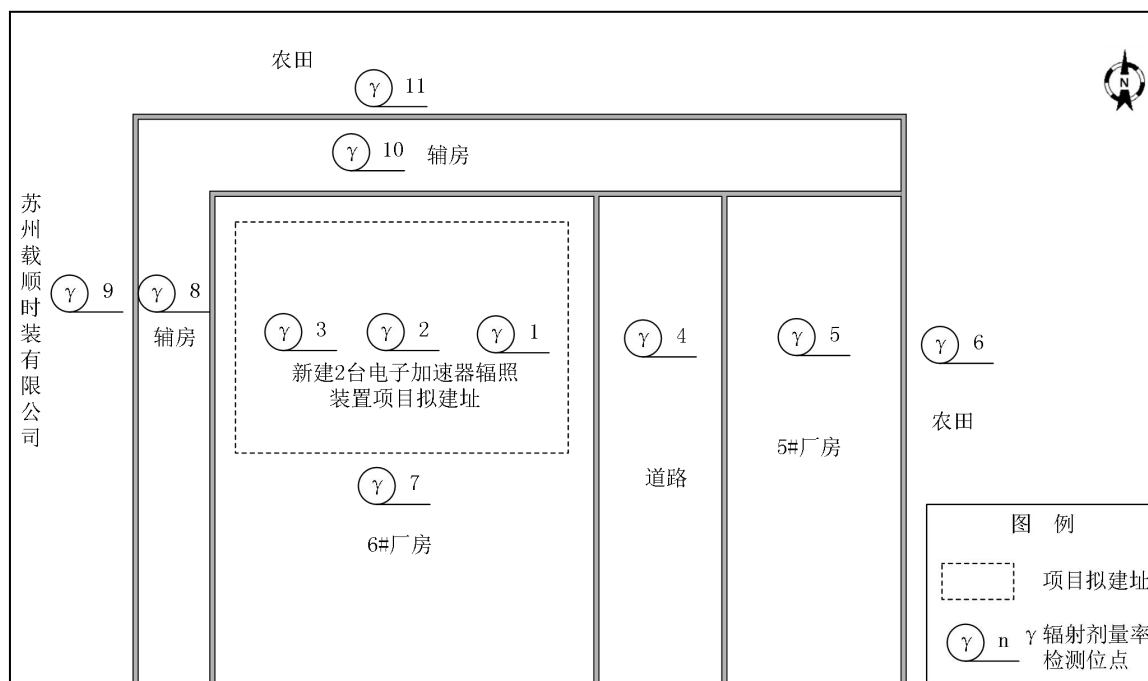 农田
γ 11
N
γ 10 辅房
苏州载顺时装有限公司
γ 9
γ 8
辅房
γ 3
γ 2
γ 1
新建2台电子加速器辐照
装置项目拟建址
γ 4
γ 5
γ 6
农田
5#厂房
道路
γ 7
6#厂房
图 例
项目拟建址
γ n γ辐射剂量率
检测位点